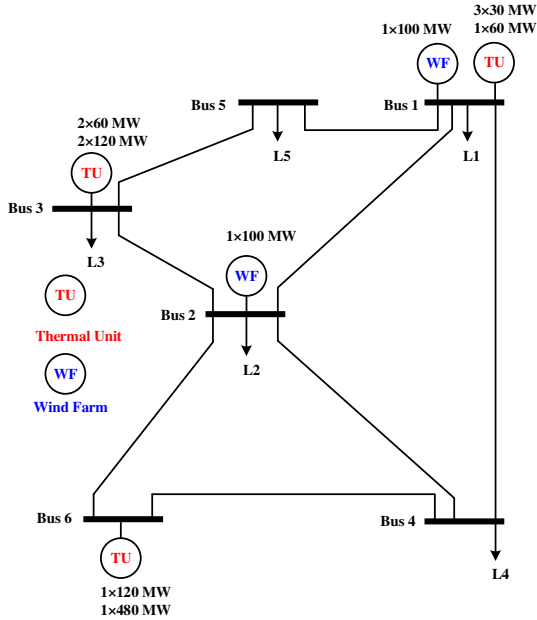 3×30 MW
1×100 MW
1×60 MW
WF
TU
Bus 5
Bus 1
2×60 MW
2×120 MW
L5
L1
TU
Bus 3
1×100 MW
L3
WF
TU
Bus 2
Thermal Unit
L2
WF
Wind Farm
Bus 6
Bus 4
TU
L4
1×120 MW
1×480 MW